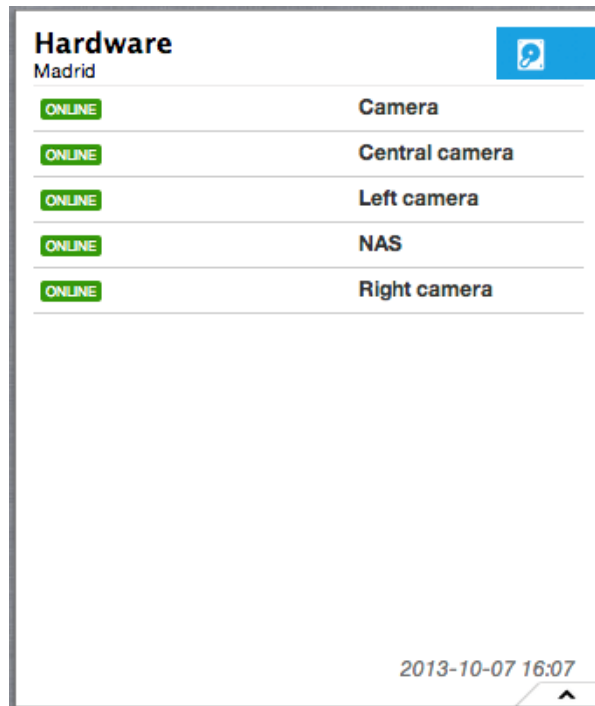 Hardware
Madrid
ONLINE Camera
ONLINE Central camera
ONLINE Left camera
ONLINE NAS
ONLINE Right camera
2013-10-07 16:07